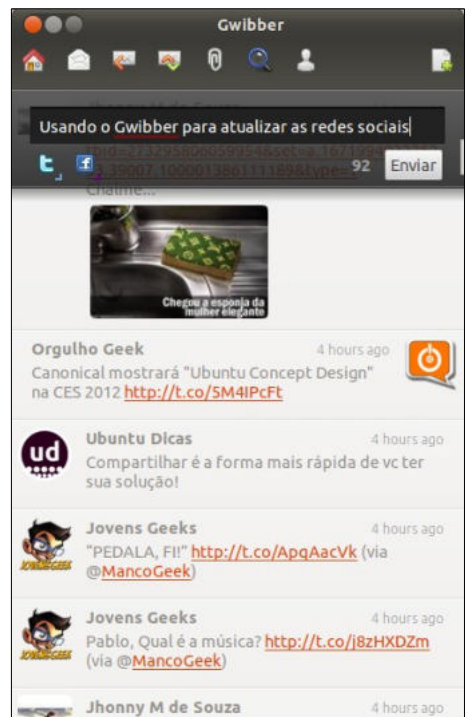 Gwibber
Usando o Gwibber para atualizar as redes sociais
92 Enviar
Chegou a esponja da
mulher elegante
Orgulho Geek 4 hours ago
Canonical mostrará "Ubuntu Concept Design"
na CES 2012 http://t.co/5M4IPcFt
ud
Ubuntu Dicas 4 hours ago
Compartilhar é a forma mais rápida de vc ter
sua solução!
Jovens Geeks 4 hours ago
"PEDALA, FI!" http://t.co/ApqAacVk (via
@MancoGeek)
Jovens Geeks 4 hours ago
Pablo, Qual é a música? http://t.co/j8zHXDZm
(via @MancoGeek)
Jhonny M de Souza 4 hours ago